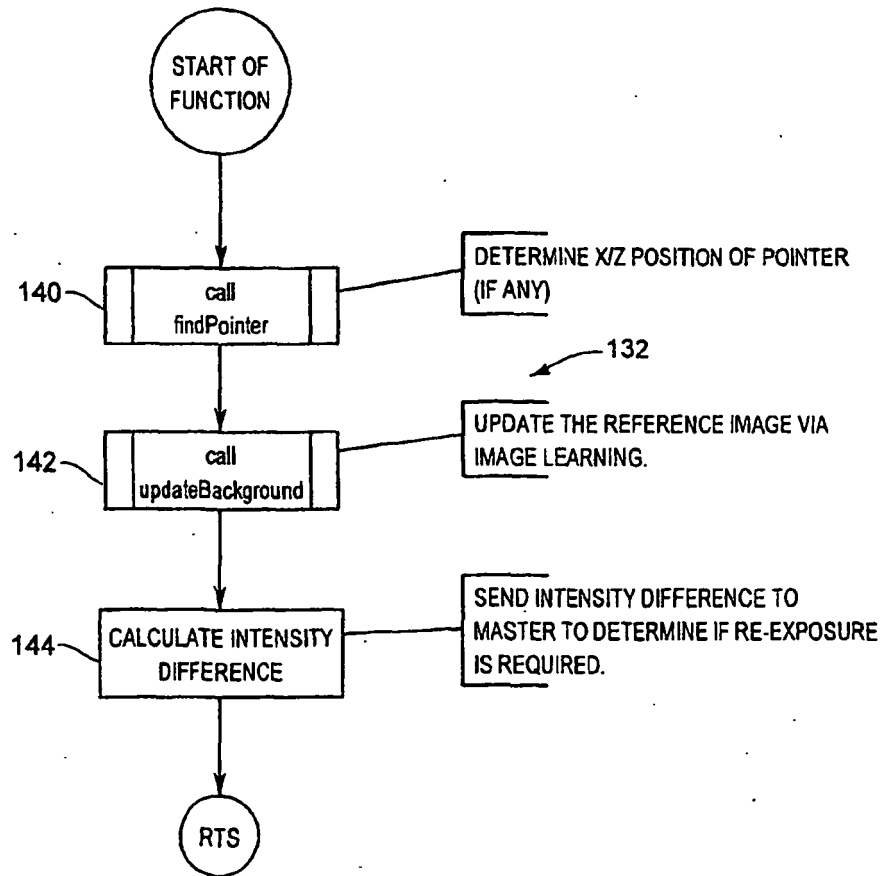 START OF
FUNCTION
140
call
findPointer
DETERMINE X/Z POSITION OF POINTER
(IF ANY)
132
142
call
updateBackground
UPDATE THE REFERENCE IMAGE VIA
IMAGE LEARNING.
144
CALCULATE INTENSITY
DIFFERENCE
SEND INTENSITY DIFFERENCE TO
MASTER TO DETERMINE IF RE-EXPOSURE
IS REQUIRED.
RTS